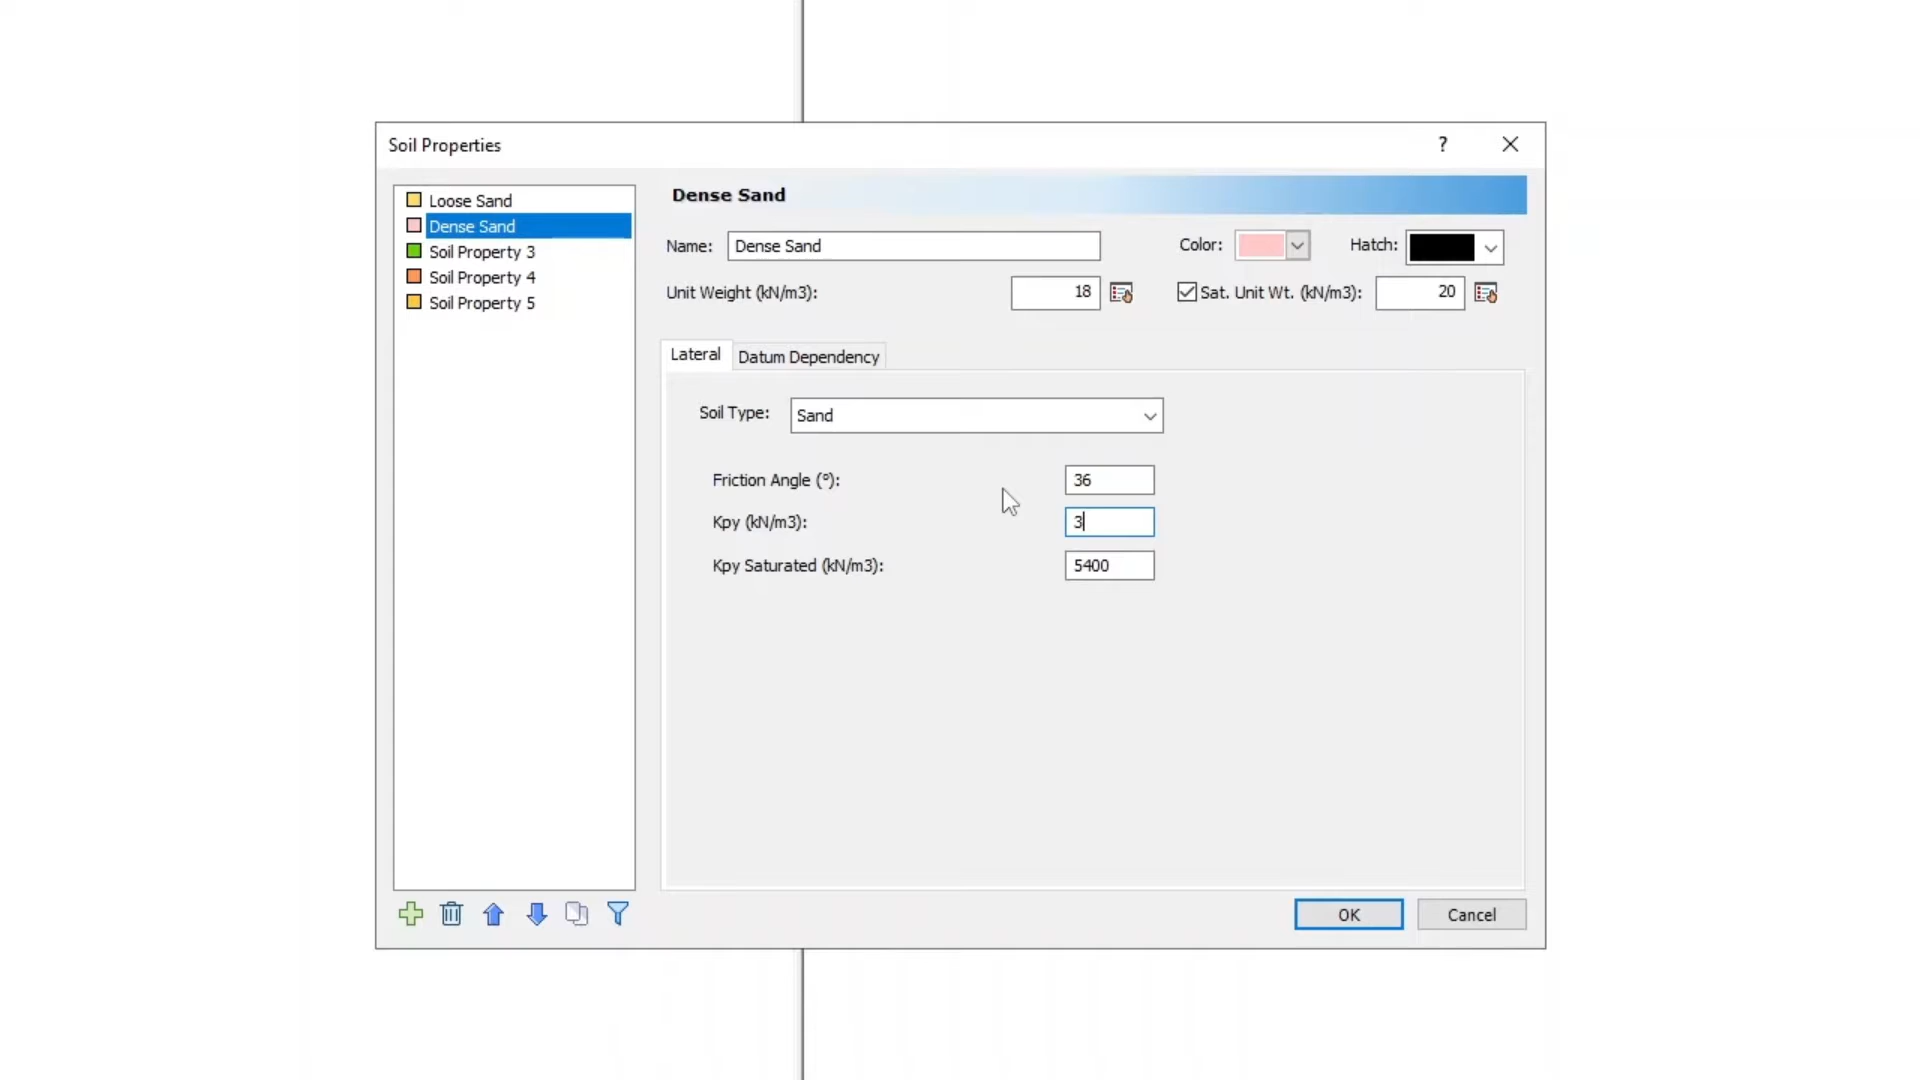 Soil Properties
?
Loose Sand
Dense Sand
Soil Property 3
Soil Property 4
Soil Property 5
Dense Sand
Name: Dense Sand Color: Hatch:
Unit Weight (kN/m3): 18 Sat. Unit Wt. (kN/m3): 20
Lateral Datum Dependency
Soil Type: Sand
Friction Angle (º): 36
Kpy (kN/m3): 3
Kpy Saturated (kN/m3): 5400
OK Cancel